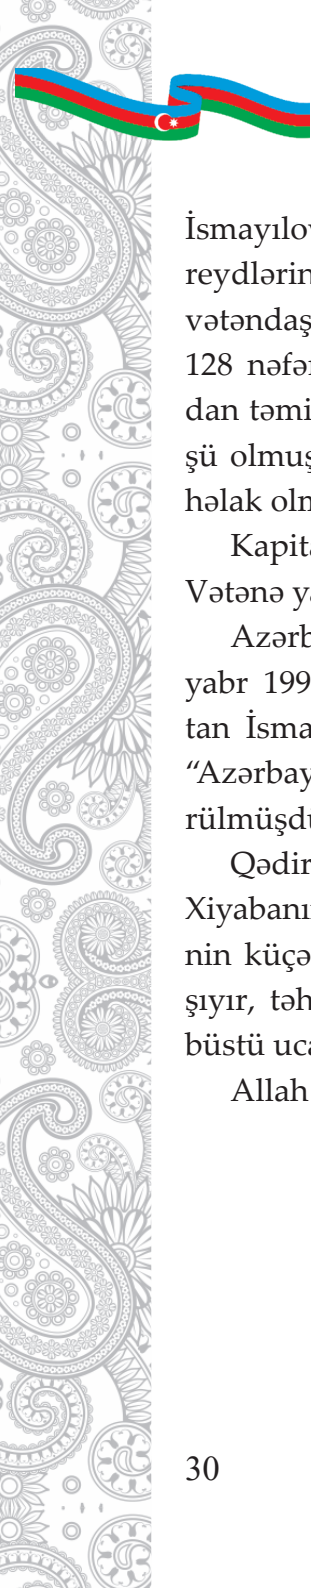 İsmayılov
reydlərin
vətəndaş
128 nəfər
dan təmi
şü olmuş
həlak olm
Kapita
Vətənə ya
Azərb
yabr 199
tan İsma
“Azərbay
rülmüşdü
Qədir
Xiyabanı
nin küçə
şıyır, təh
büstü uca
Allah
30